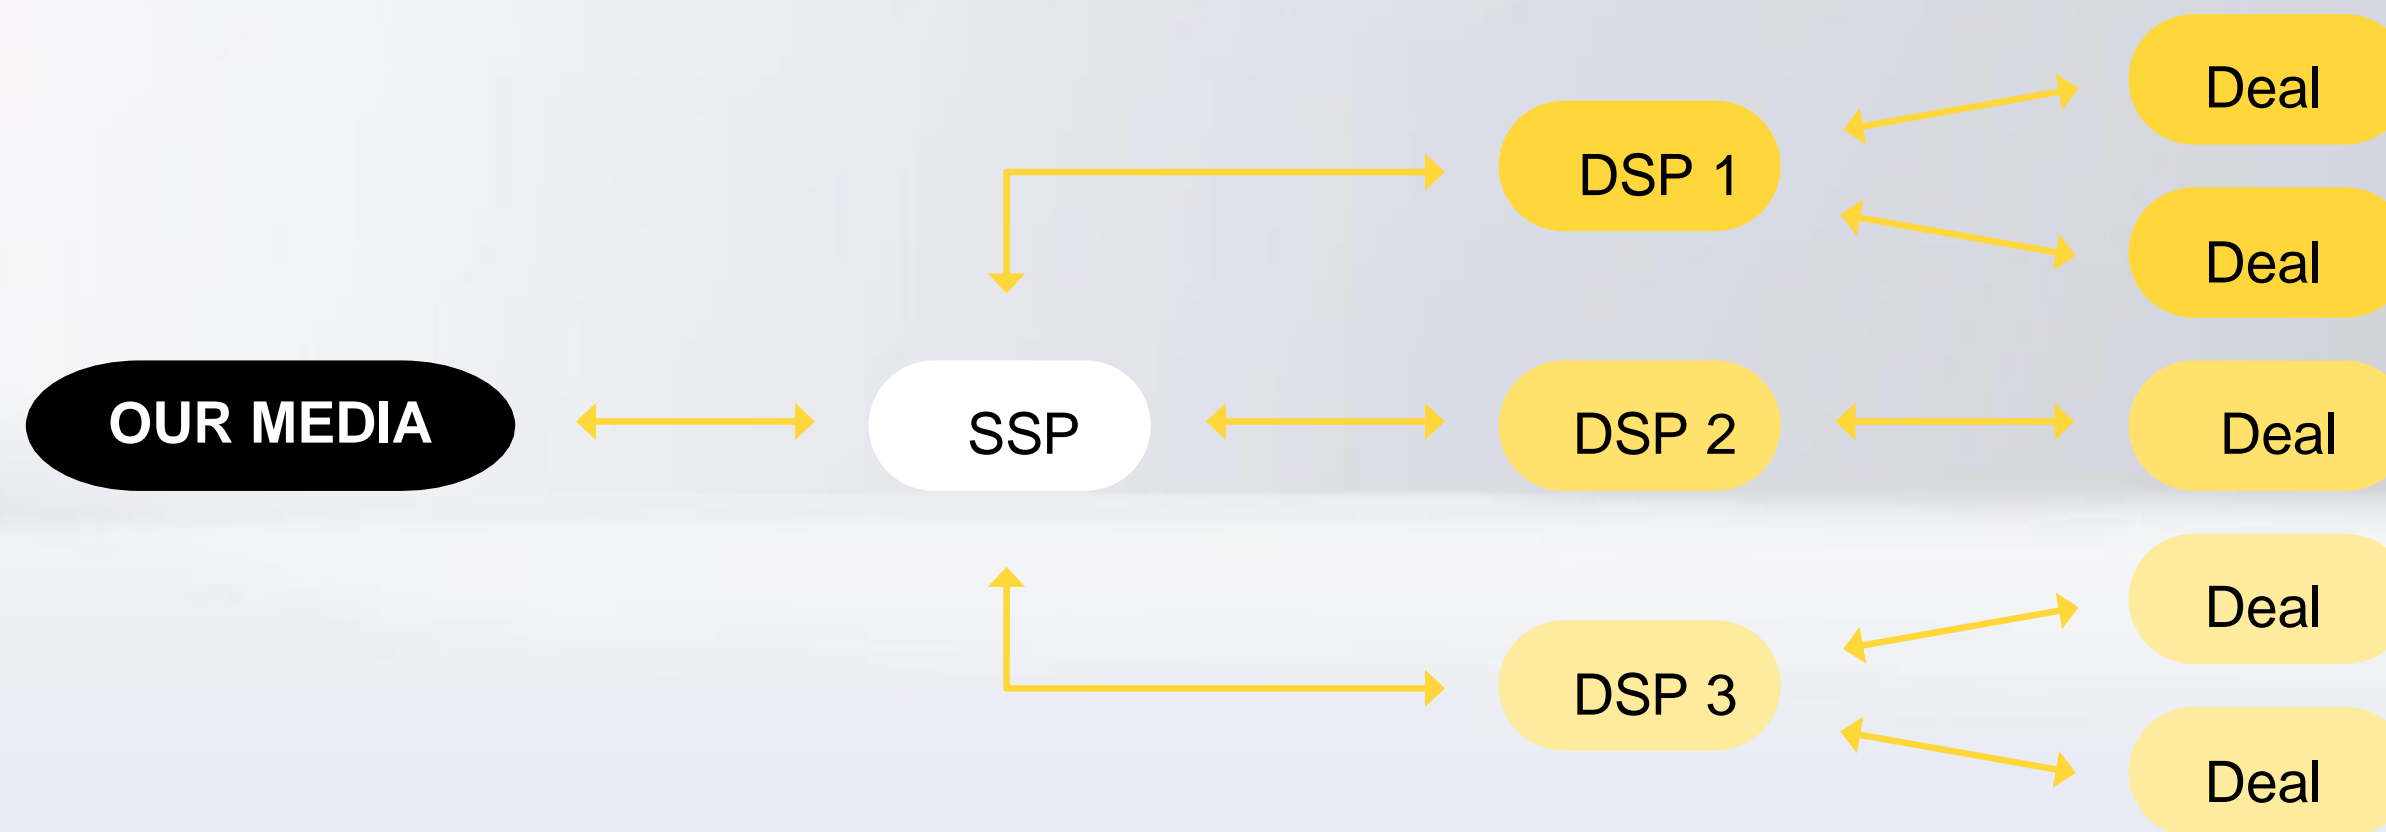 Deal
DSP 1
Deal
OUR MEDIA
SSP
DSP 2
Deal
Deal
DSP 3
Deal